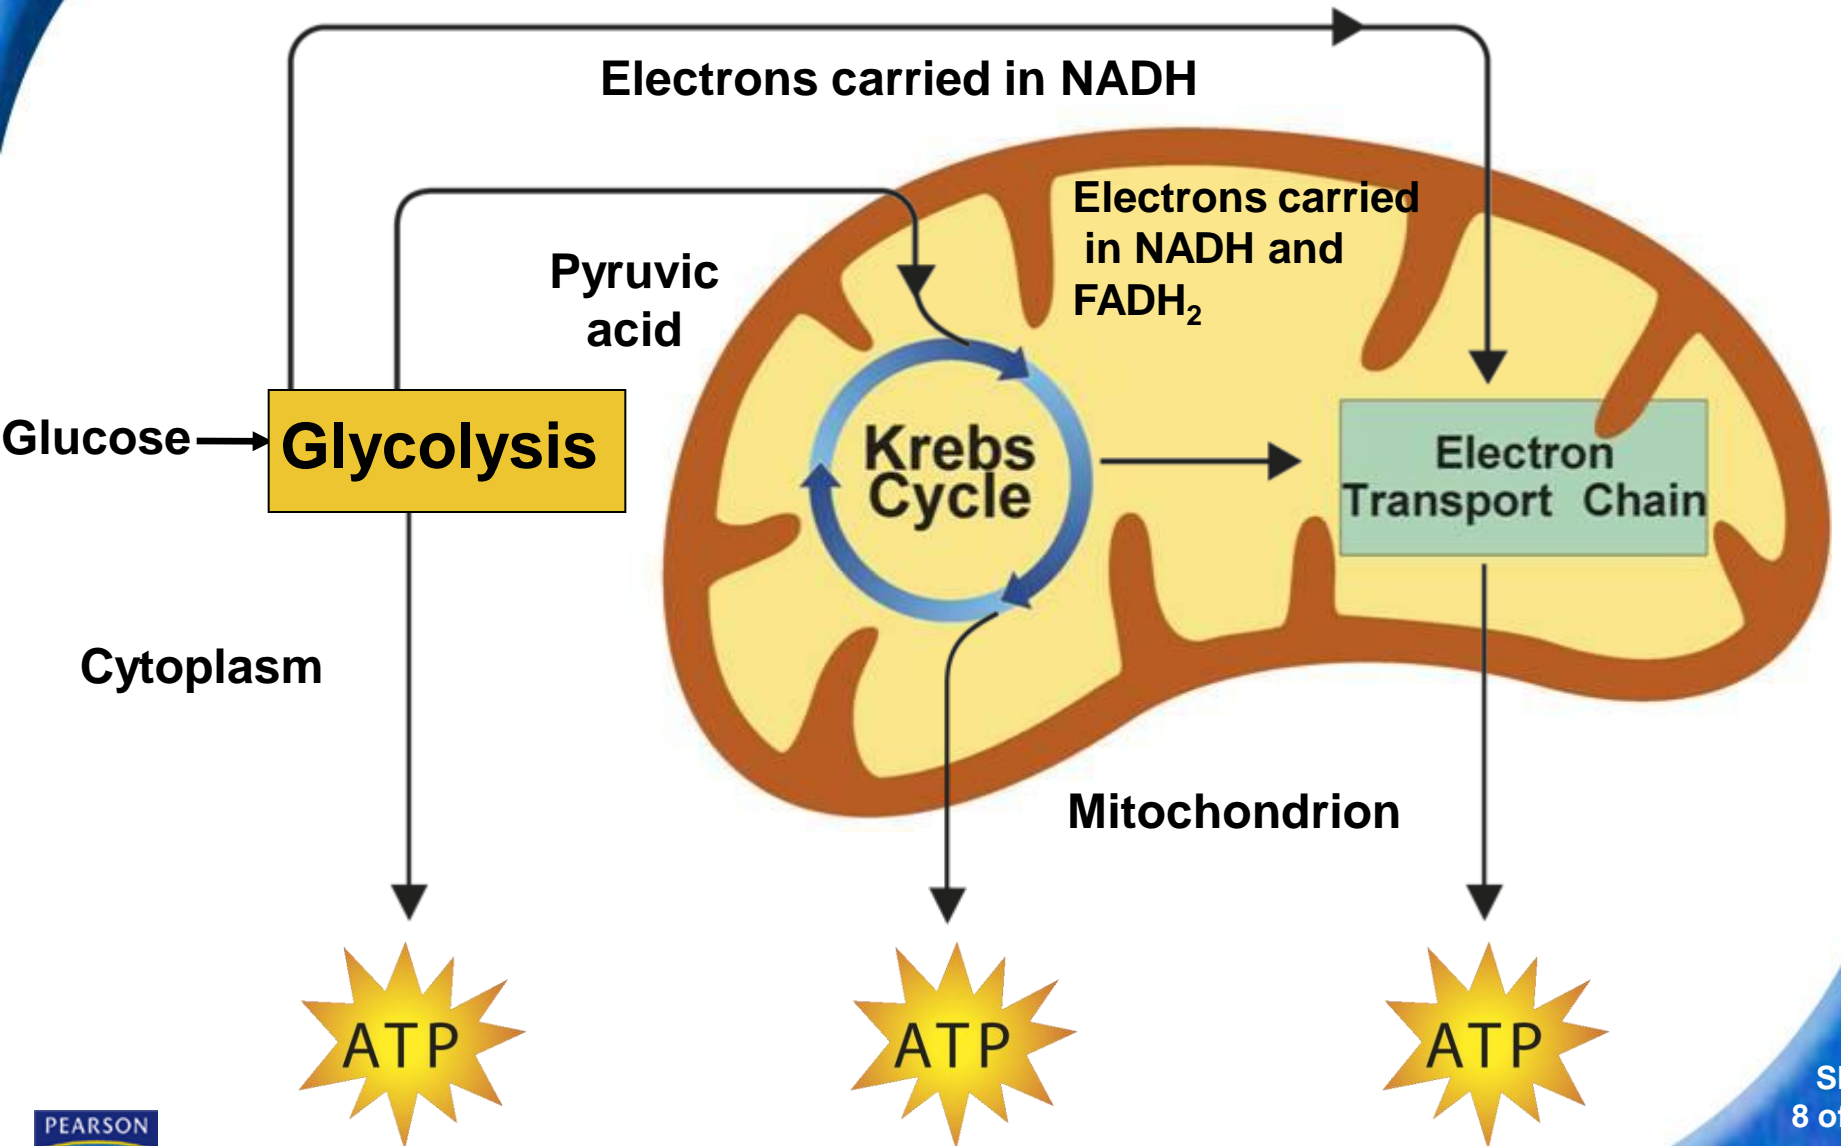 Electrons carried in NADH
Electrons carried
in NADH and
FADH₂
Pyruvic
acid
Glucose
Glycolysis
Krebs
Cycle
Electron
Transport Chain
Cytoplasm
Mitochondrion
ATP
ATP
ATP
PEARSON
8